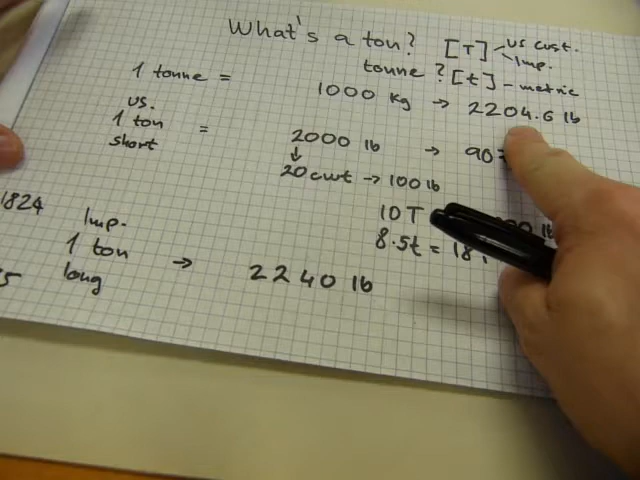 What's a ton? [T] US cust.
Imp.
tonne? [t] - metric
1 tonne = 1000 kg → 2204.6 lb
US.
1 ton = 2000 lb → 907
short
↓
20 cwt → 100 lb
1824
10 T
8.5t = 18
Imp.
1 ton → 2240 lb
long